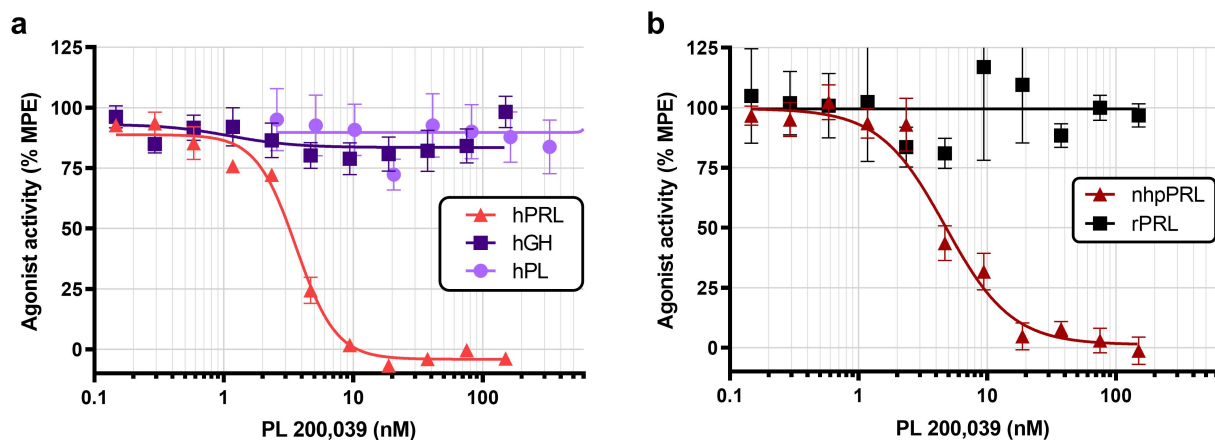 a
Agonist activity (% MPE)
125
100
75
50
25
0
0.1 1 10 100
PL 200,039 (nM)
hPRL
hGH
hPL
b
Agonist activity (% MPE)
125
100
75
50
25
0
0.1 1 10 100
PL 200,039 (nM)
nhpPRL
rPRL